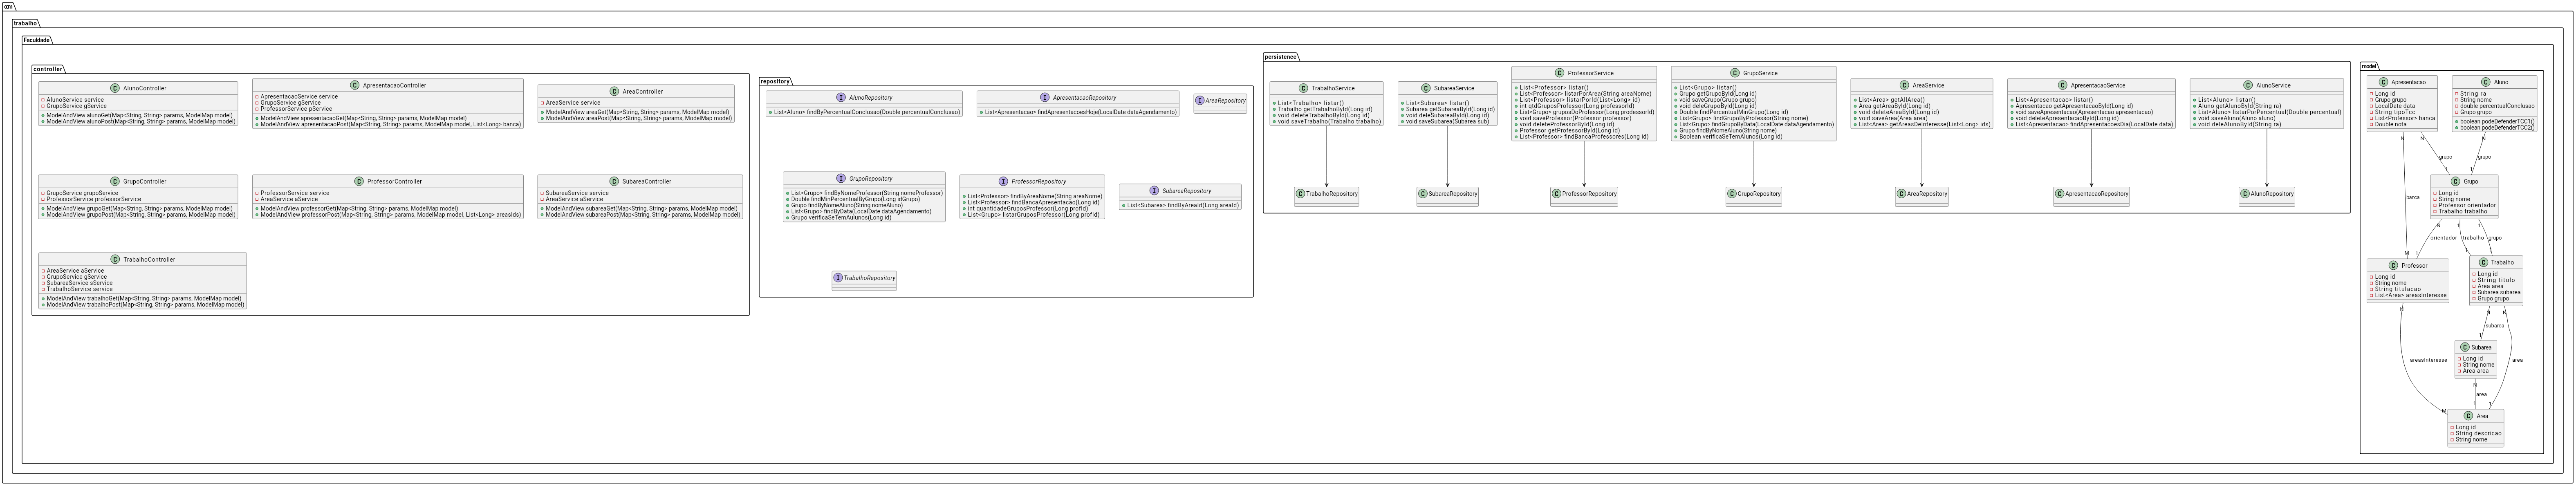 com
trabalho
Faculdade
controller
C AlunoController
AlunoService service
GrupoService gService
ModelAndView alunoGet(Map<String, String> params, ModelMap model)
ModelAndView alunoPost(Map<String, String> params, ModelMap model)
C ApresentacaoController
ApresentacaoService service
GrupoService gService
ProfessorService pService
ModelAndView apresentacaoGet(Map<String, String> params, ModelMap model)
ModelAndView apresentacaoPost(Map<String, String> params, ModelMap model, List<Long> banca)
C AreaController
AreaService service
ModelAndView areaGet(Map<String, String> params, ModelMap model)
ModelAndView areaPost(Map<String, String> params, ModelMap model)
C GrupoController
GrupoService grupoService
ProfessorService professorService
ModelAndView grupoGet(Map<String, String> params, ModelMap model)
ModelAndView grupoPost(Map<String, String> params, ModelMap model)
C ProfessorController
ProfessorService service
AreaService aService
ModelAndView professorGet(Map<String, String> params, ModelMap model)
ModelAndView professorPost(Map<String, String> params, ModelMap model, List<Long> areasIds)
C SubareaController
SubareaService service
AreaService aService
ModelAndView subareaGet(Map<String, String> params, ModelMap model)
ModelAndView subareaPost(Map<String, String> params, ModelMap model)
C TrabalhoController
AreaService aService
GrupoService gService
SubareaService sService
TrabalhoService service
ModelAndView trabalhoGet(Map<String, String> params, ModelMap model)
ModelAndView trabalhoPost(Map<String, String> params, ModelMap model)
repository
I AlunoRepository
List<Aluno> findByPercentualConclusao(Double percentualConclusao)
I ApresentacaoRepository
List<Apresentacao> findApresentacoesHoje(LocalDate dataAgendamento)
I AreaRepository
I GrupoRepository
List<Grupo> findByNomeProfessor(String nomeProfessor)
Double findMinPercentualByGrupo(Long idGrupo)
Grupo findByNomeAluno(String nomeAluno)
List<Grupo> findByData(LocalDate dataAgendamento)
Grupo verificaSeTemAulunos(Long id)
I ProfessorRepository
List<Professor> findByAreaNome(String areaNome)
List<Professor> findBancaApresentacao(Long id)
int quantidadeGruposProfessor(Long profId)
List<Grupo> listarGruposProfessor(Long profId)
I SubareaRepository
List<Subarea> findByAreaId(Long areaId)
I TrabalhoRepository
persistence
C TrabalhoService
List<Trabalho> listar()
Trabalho getTrabalhoById(Long id)
void deleteTrabalhoById(Long id)
void saveTrabalho(Trabalho trabalho)
C SubareaService
List<Subarea> listar()
Subarea getSubareaById(Long id)
void deleSubareaById(Long id)
void saveSubarea(Subarea sub)
C ProfessorService
List<Professor> listar()
List<Professor> listarPorArea(String areaNome)
List<Professor> listarPorId(List<Long> id)
int qtdGruposProfessor(Long professorId)
List<Grupo> gruposDoProfessor(Long prodessorId)
void saveProfessor(Professor professor)
void deleteProfessorById(Long id)
Professor getProfessorById(Long id)
List<Professor> findBancaProfessores(Long id)
C GrupoService
List<Grupo> listar()
Grupo getGrupoById(Long id)
void saveGrupo(Grupo grupo)
void deleGrupoById(Long id)
Double findPercentualMinGrupo(Long id)
List<Grupo> findGrupoByProfessor(String nome)
List<Grupo> findGrupoByData(LocalDate dataAgendamento)
Grupo findByNomeAluno(String nome)
Boolean verificaSeTemAlunos(Long id)
C AreaService
List<Area> getAllArea()
Area getAreaById(Long id)
void deleteAreaById(Long id)
void saveArea(Area area)
List<Area> getAreasDeInteresse(List<Long> ids)
C ApresentacaoService
List<Apresentacao> listar()
Apresentacao getApresentacaoById(Long id)
void saveApresentacao(Apresentacao apresentacao)
void deleteApresentacaoById(Long id)
List<Apresentacao> findApresentacoesDia(LocalDate data)
C AlunoService
List<Aluno> listar()
Aluno getAlunoById(String ra)
List<Aluno> listarPorPercentual(Double percentual)
void saveAluno(Aluno aluno)
void deleAlunoById(String ra)
C TrabalhoRepository
C SubareaRepository
C ProfessorRepository
C GrupoRepository
C AreaRepository
C ApresentacaoRepository
C AlunoRepository
model
C Apresentacao
Long id
Grupo grupo
LocalDate data
String tipoTcc
List<Professor> banca
Double nota
C Aluno
String ra
String nome
double percentualConclusao
Grupo grupo
boolean podeDefenderTCC1()
boolean podeDefenderTCC2()
N
N
N
grupo
grupo
1
1
C Grupo
Long id
String nome
Professor orientador
Trabalho trabalho
banca
N
1
1
orientador
trabalho
grupo
M
1
1
1
C Professor
Long id
String nome
String titulacao
List<Area> areasInteresse
C Trabalho
Long id
String titulo
Area area
Subarea subarea
Grupo grupo
N
N
N
subarea
1
C Subarea
Long id
String nome
Area area
areasInteresse
area
N
area
M
1
1
C Area
Long id
String descricao
String nome